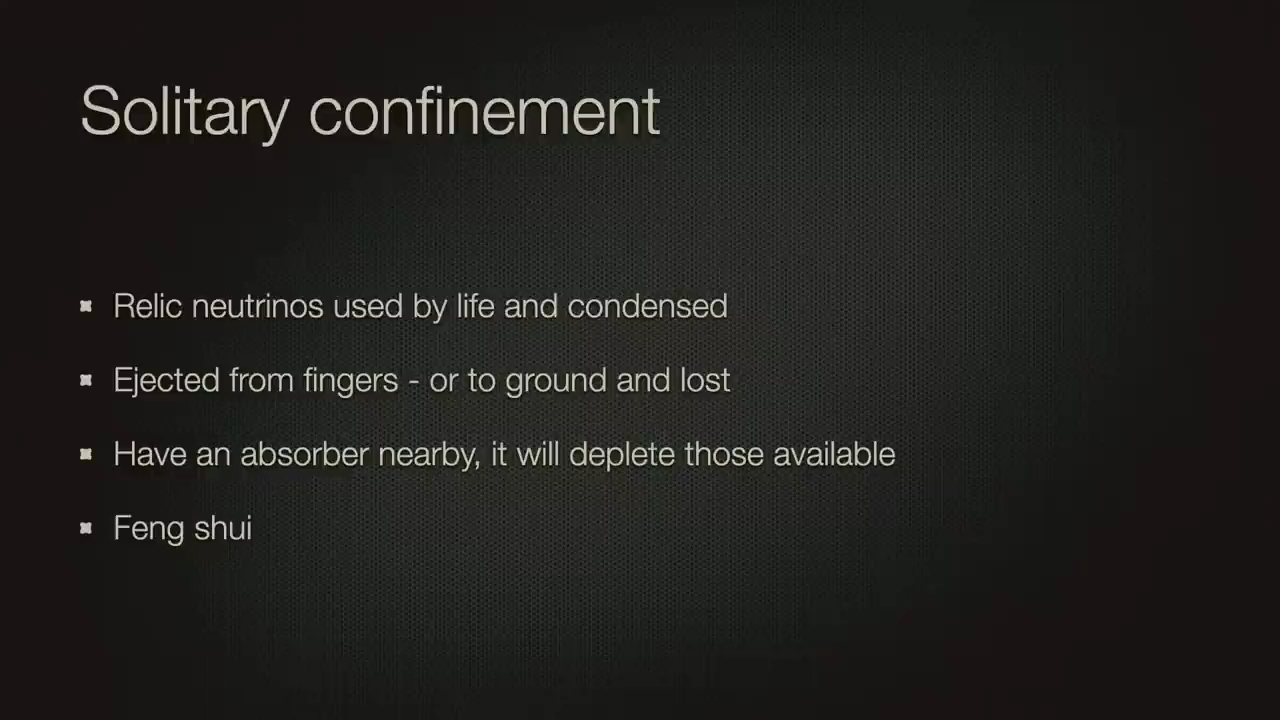 Solitary confinement
Relic neutrinos used by life and condensed
Ejected from fingers - or to ground and lost
Have an absorber nearby, it will deplete those available
Feng shui